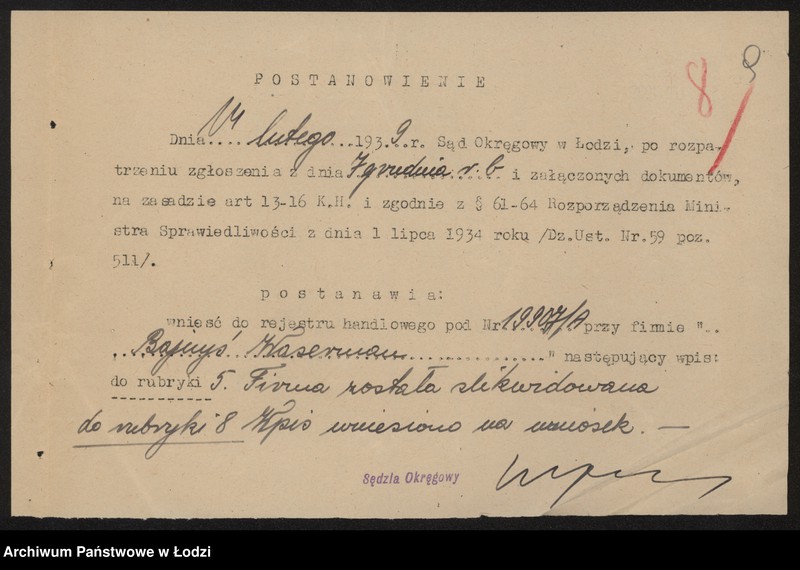 8 9
POSTANOWIENIE
Dnia 14 lutego 1939.r. Sąd Okręgowy w Łodzi, po rozpa-
trzeniu zgłoszenia z dnia 7 grudnia r. b. i załączonych dokumentów,
na zasadzie art 13-16 K.H. i zgodnie z § 61-64 Rozporządzenia Mini-
stra Sprawiedliwości z dnia 1 lipca 1934 roku /Dz.Ust. Nr.59 poz.
511/.
postanawia:
wnieść do rejestru handlowego pod Nr 19907/A przy firmie "..
Waserman " następujący wpis:
do rubryki 5. Firma została zlikwidowana
do rubryki 8 Wpis wniesiono na wniosek. —
Sędzia Okręgowy
Archiwum Państwowe w Łodzi